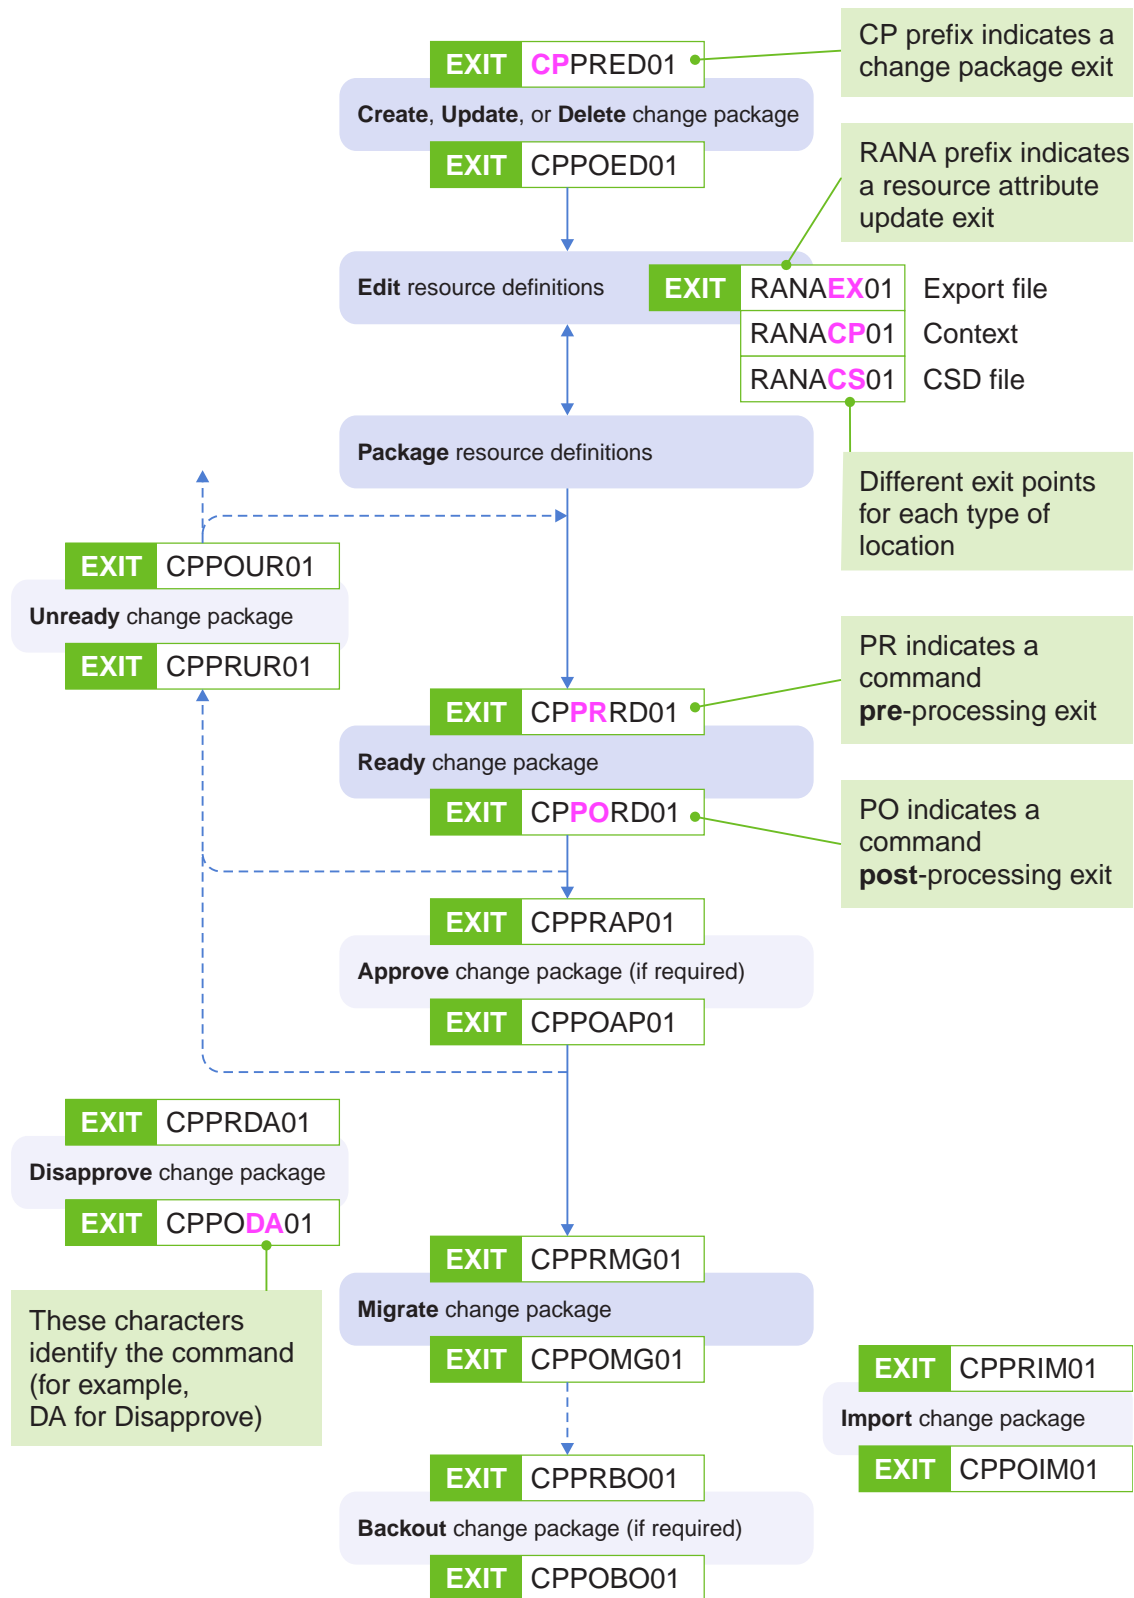 EXIT CPPRED01
CP prefix indicates a
change package exit
Create, Update, or Delete change package
EXIT CPPOED01
RANA prefix indicates
a resource attribute
update exit
Edit resource definitions
EXIT RANAEX01 Export file
RANACP01 Context
RANACS01 CSD file
Package resource definitions
Different exit points
for each type of
location
EXIT CPPOUR01
Unready change package
EXIT CPPRUR01
PR indicates a
command
pre-processing exit
EXIT CPPRRD01
Ready change package
EXIT CPPORD01
PO indicates a
command
post-processing exit
EXIT CPPRAP01
Approve change package (if required)
EXIT CPPOAP01
EXIT CPPRDA01
Disapprove change package
EXIT CPPODA01
These characters
identify the command
(for example,
DA for Disapprove)
EXIT CPPRMG01
Migrate change package
EXIT CPPOMG01
EXIT CPPRIM01
Import change package
EXIT CPPOIM01
EXIT CPPRBO01
Backout change package (if required)
EXIT CPPOBO01